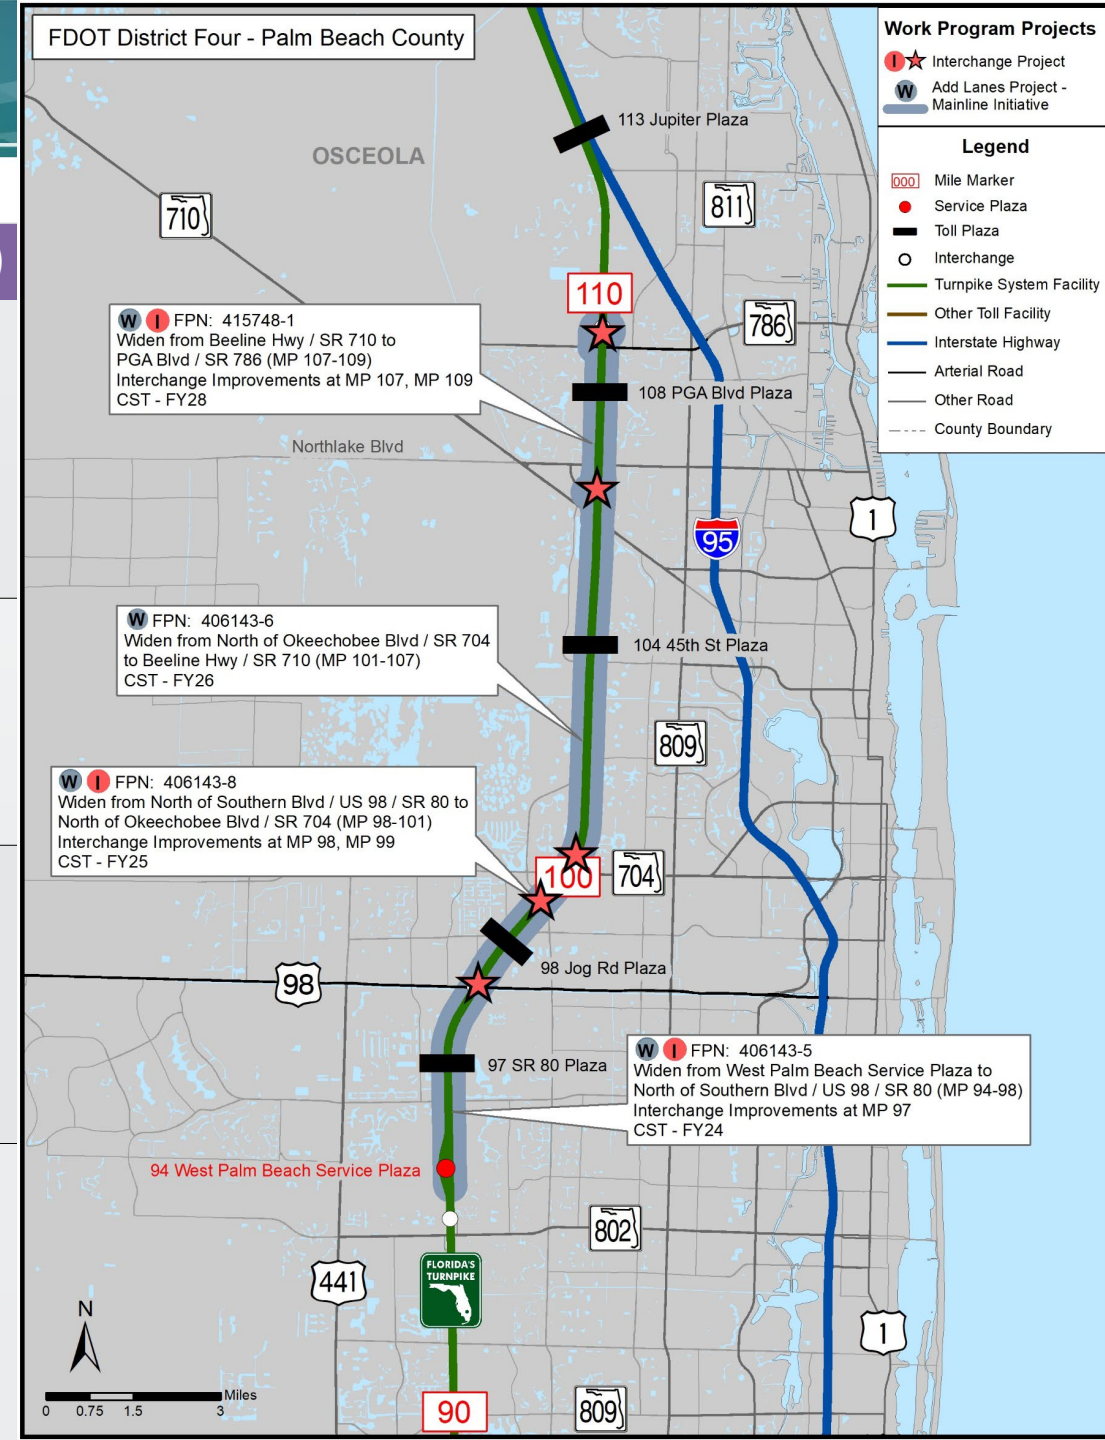 FDOT District Four - Palm Beach County
Work Program Projects
I Interchange Project
W Add Lanes Project -
Mainline Initiative
Legend
000 Mile Marker
Service Plaza
Toll Plaza
Interchange
Turnpike System Facility
Other Toll Facility
Interstate Highway
Arterial Road
Other Road
County Boundary
113 Jupiter Plaza
OSCEOLA
710
811
110
786
W I FPN: 415748-1
Widen from Beeline Hwy / SR 710 to
PGA Blvd / SR 786 (MP 107-109)
Interchange Improvements at MP 107, MP 109
CST - FY28
108 PGA Blvd Plaza
Northlake Blvd
1
95
W FPN: 406143-6
Widen from North of Okeechobee Blvd / SR 704
to Beeline Hwy / SR 710 (MP 101-107)
CST - FY26
104 45th St Plaza
809
W I FPN: 406143-8
Widen from North of Southern Blvd / US 98 / SR 80 to
North of Okeechobee Blvd / SR 704 (MP 98-101)
Interchange Improvements at MP 98, MP 99
CST - FY25
100
704
98 Jog Rd Plaza
98
97 SR 80 Plaza
W I FPN: 406143-5
Widen from West Palm Beach Service Plaza to
North of Southern Blvd / US 98 / SR 80 (MP 94-98)
Interchange Improvements at MP 97
CST - FY24
94 West Palm Beach Service Plaza
802
FLORIDA'S
TURNPIKE
441
N
1
Miles
0 0.75 1.5 3
90
809